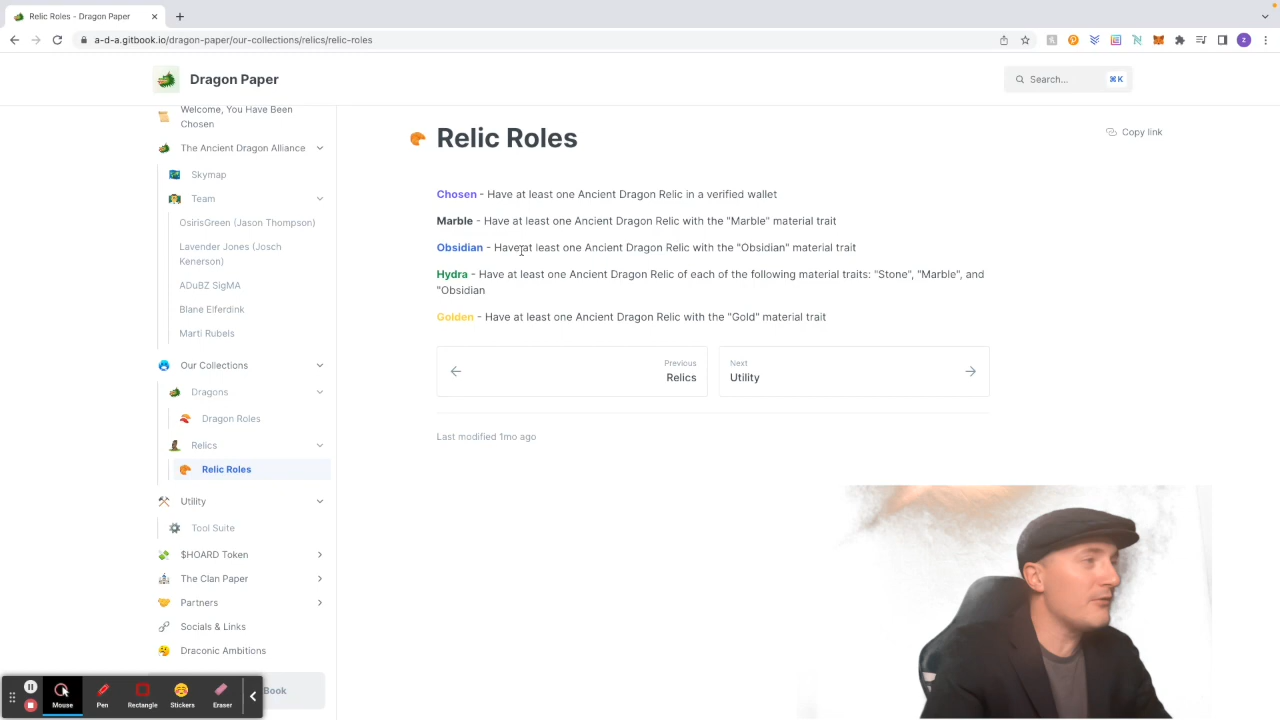 Relic Roles - Dragon Paper
a-d-a.gitbook.io/dragon-paper/our-collections/relics/relic-roles
Z
Dragon Paper
Search...
⌘K
Welcome, You Have Been
Chosen
The Ancient Dragon Alliance
Skymap
Team
OsirisGreen (Jason Thompson)
Lavender Jones (Josch
Kenerson)
ADuBZ SigMA
Blane Elferdink
Marti Rubels
Our Collections
Dragons
Dragon Roles
Relics
Relic Roles
Utility
Tool Suite
$HOARD Token
The Clan Paper
Partners
Socials & Links
Draconic Ambitions
Book
Relic Roles
Copy link
Chosen - Have at least one Ancient Dragon Relic in a verified wallet
Marble - Have at least one Ancient Dragon Relic with the "Marble" material trait
Obsidian - Have at least one Ancient Dragon Relic with the "Obsidian" material trait
Hydra - Have at least one Ancient Dragon Relic of each of the following material traits: "Stone", "Marble", and
"Obsidian
Golden - Have at least one Ancient Dragon Relic with the "Gold" material trait
Previous
Relics
Next
Utility
Last modified 1mo ago
Mouse
Pen
Rectangle
Stickers
Eraser